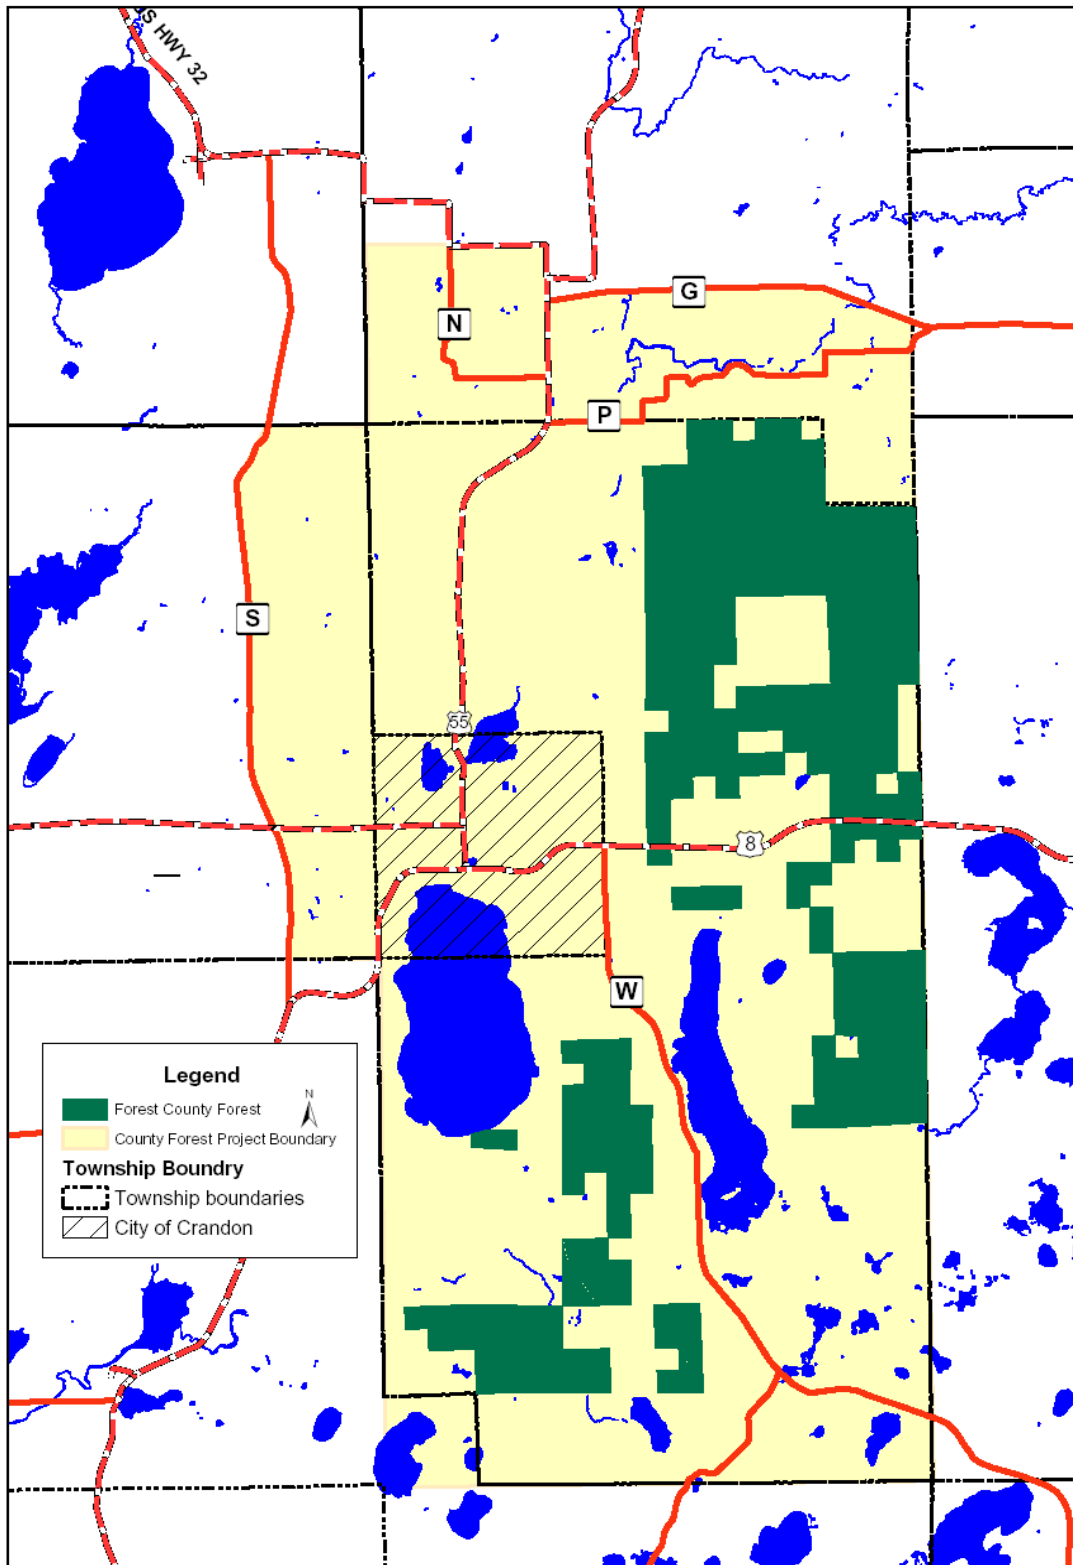 US HWY 32
G
N
P
S
55
8
W
Legend
N
Forest County Forest
County Forest Project Boundary
Township Boundry
Township boundaries
City of Crandon